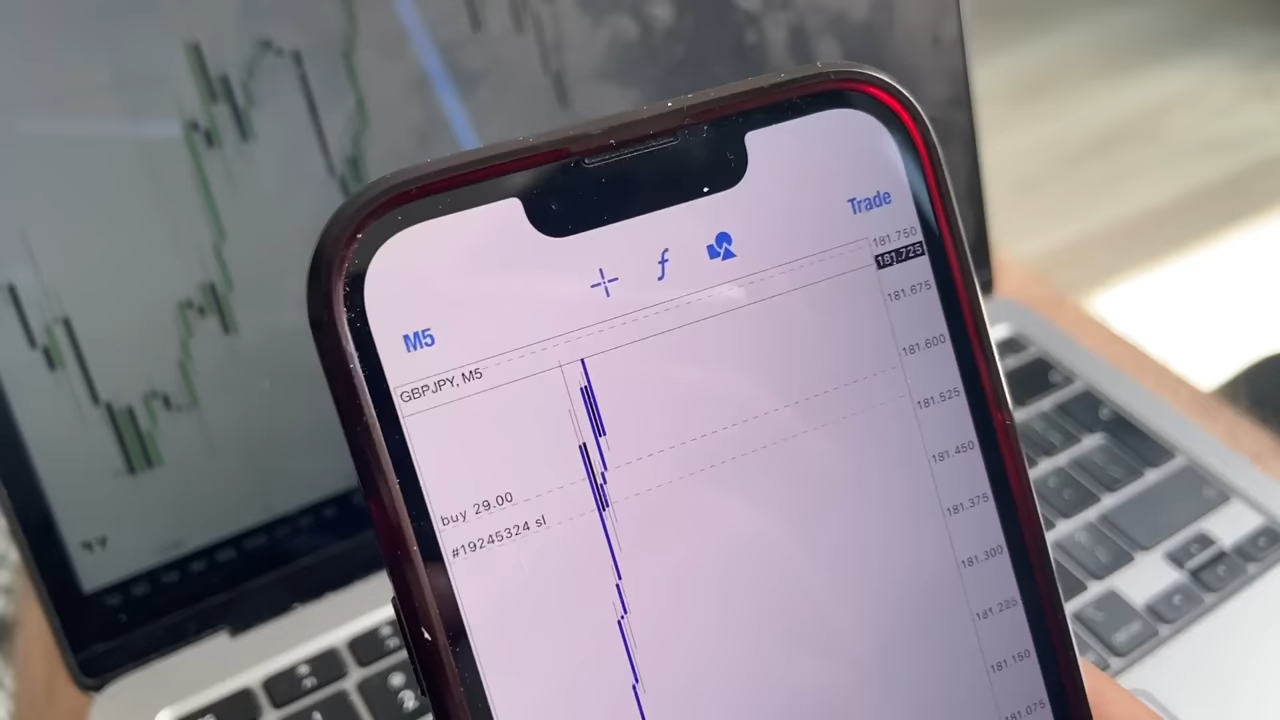 Trade
M5
GBPJPY, M5
181.750
181.725
181.675
181.600
181.525
181.450
181.375
181.300
181.225
181.150
181.075
buy 29.00
#19245324 sl